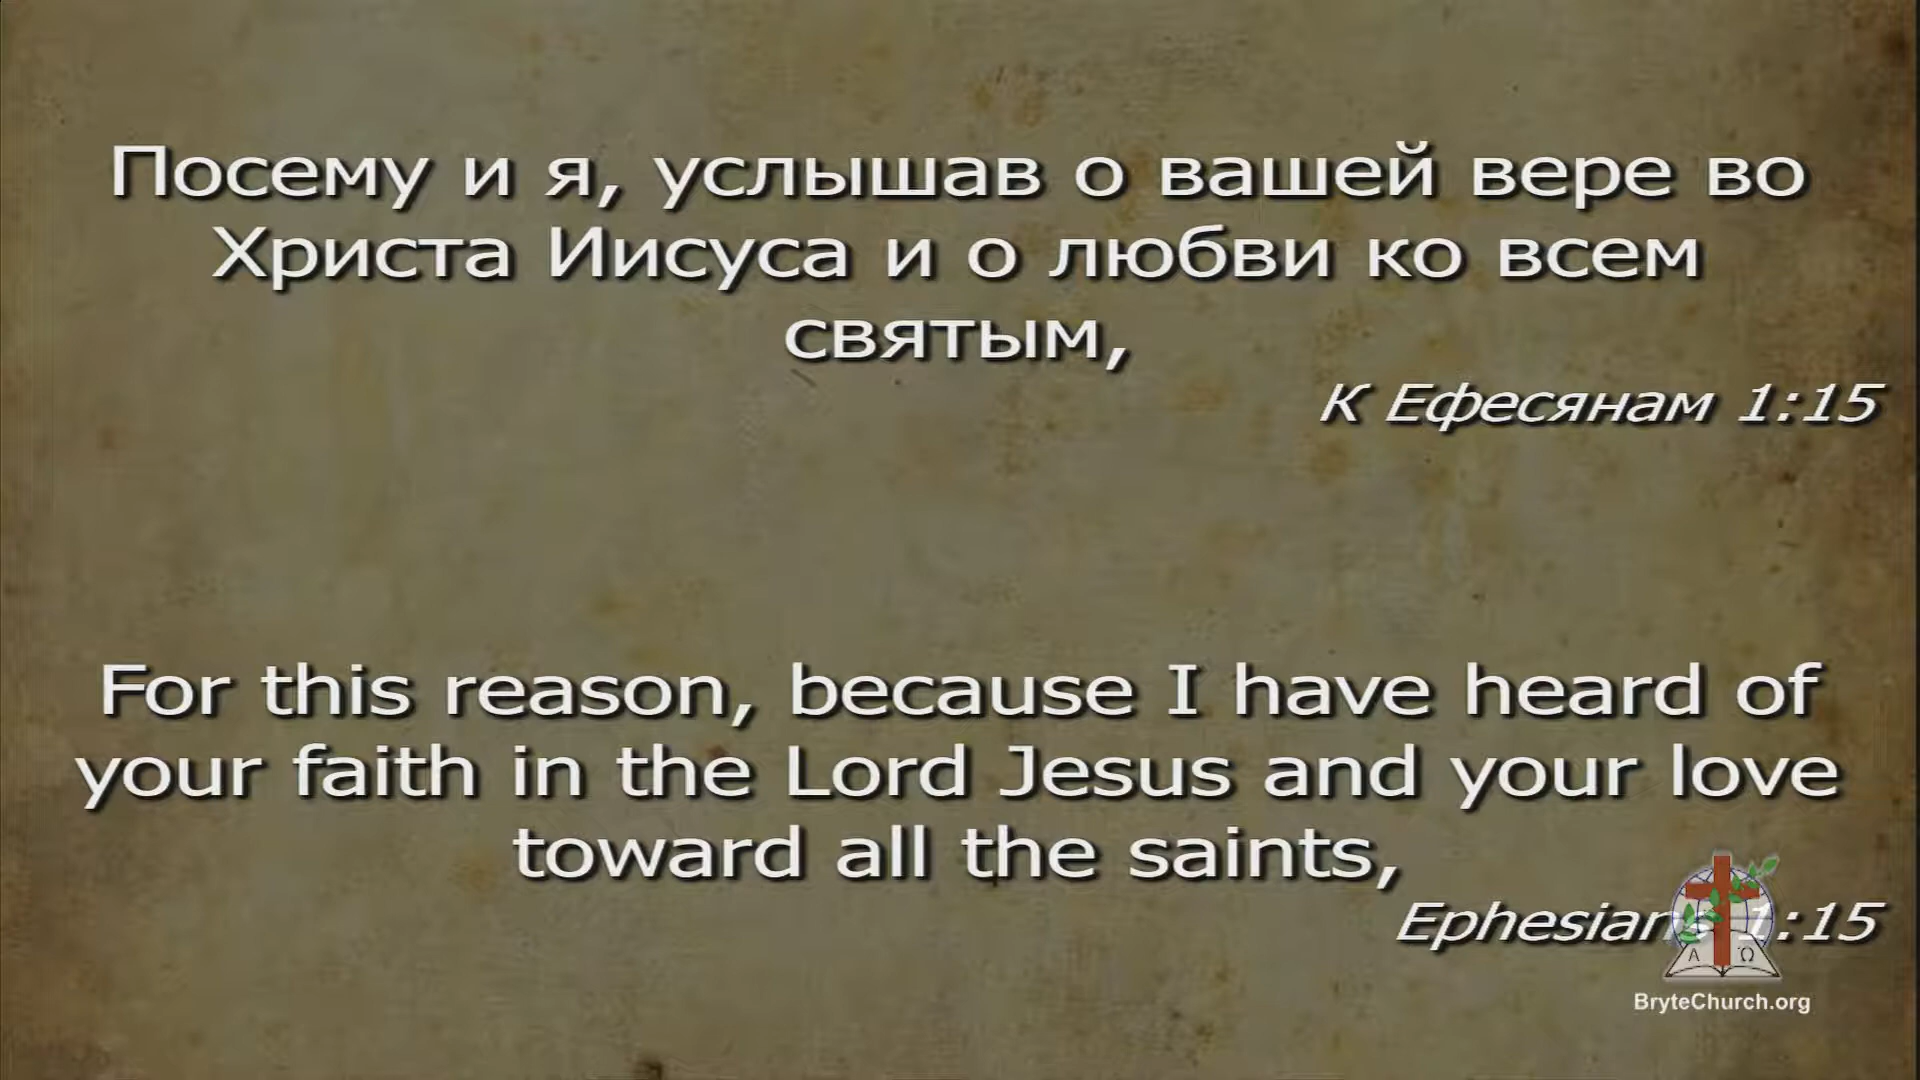 Посему и я, услышав о вашей вере во
Христа Иисуса и о любви ко всем
святым,
К Ефесянам 1:15
For this reason, because I have heard of
your faith in the Lord Jesus and your love
toward all the saints,
Ephesians 1:15
Α Ω
BryteChurch.org